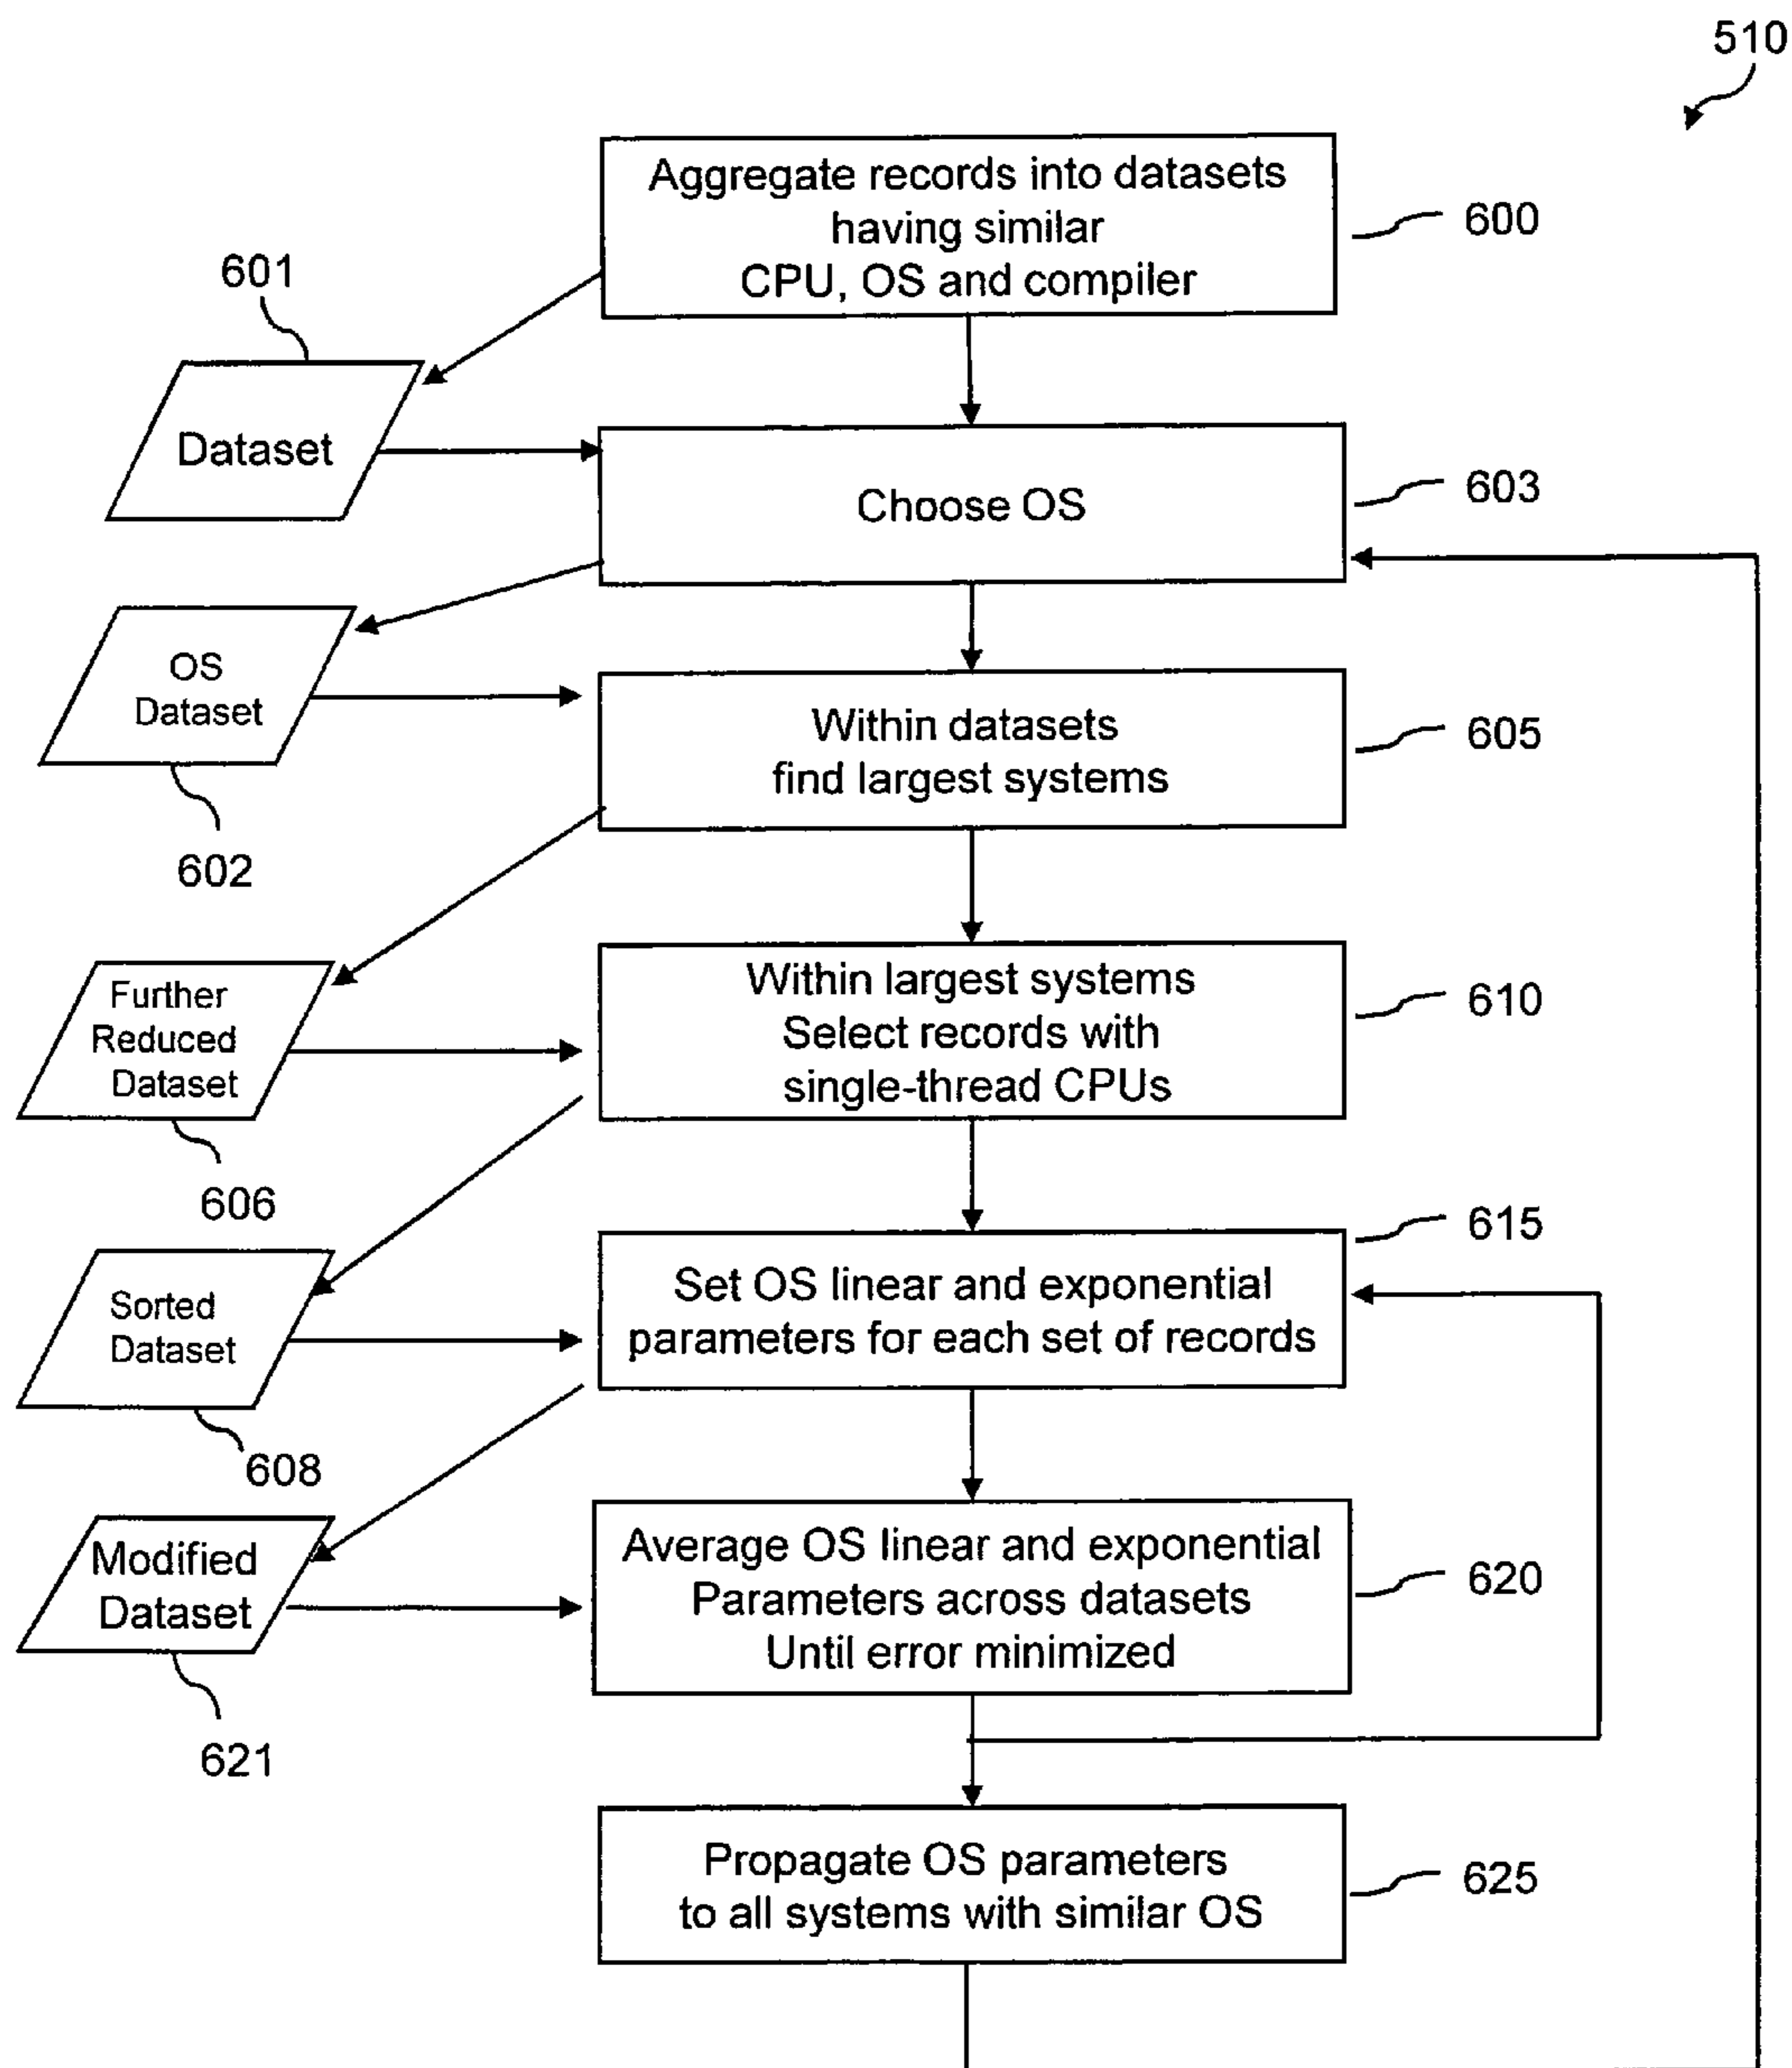 510
Aggregate records into datasets
having similar
CPU, OS and compiler
600
601
Dataset
Choose OS
603
OS
Dataset
602
Within datasets
find largest systems
605
Further
Reduced
Dataset
606
Within largest systems
Select records with
single-thread CPUs
610
Sorted
Dataset
608
Set OS linear and exponential
parameters for each set of records
615
Modified
Dataset
621
Average OS linear and exponential
Parameters across datasets
Until error minimized
620
Propagate OS parameters
to all systems with similar OS
625